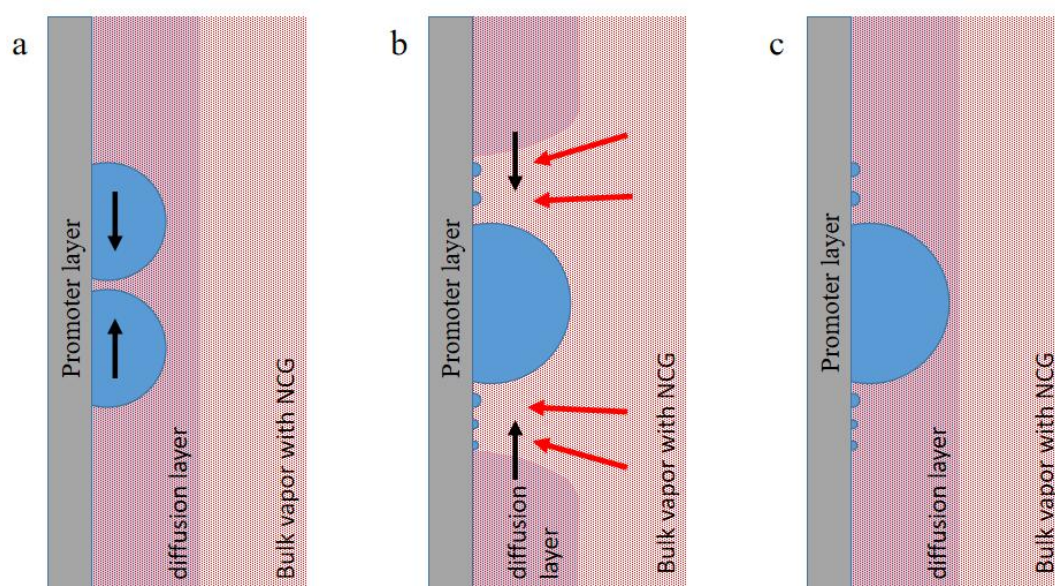 a
Promoter layer
diffusion layer
Bulk vapor with NCG
b
Promoter layer
diffusion
layer
Bulk vapor with NCG
c
Promoter layer
diffusion layer
Bulk vapor with NCG